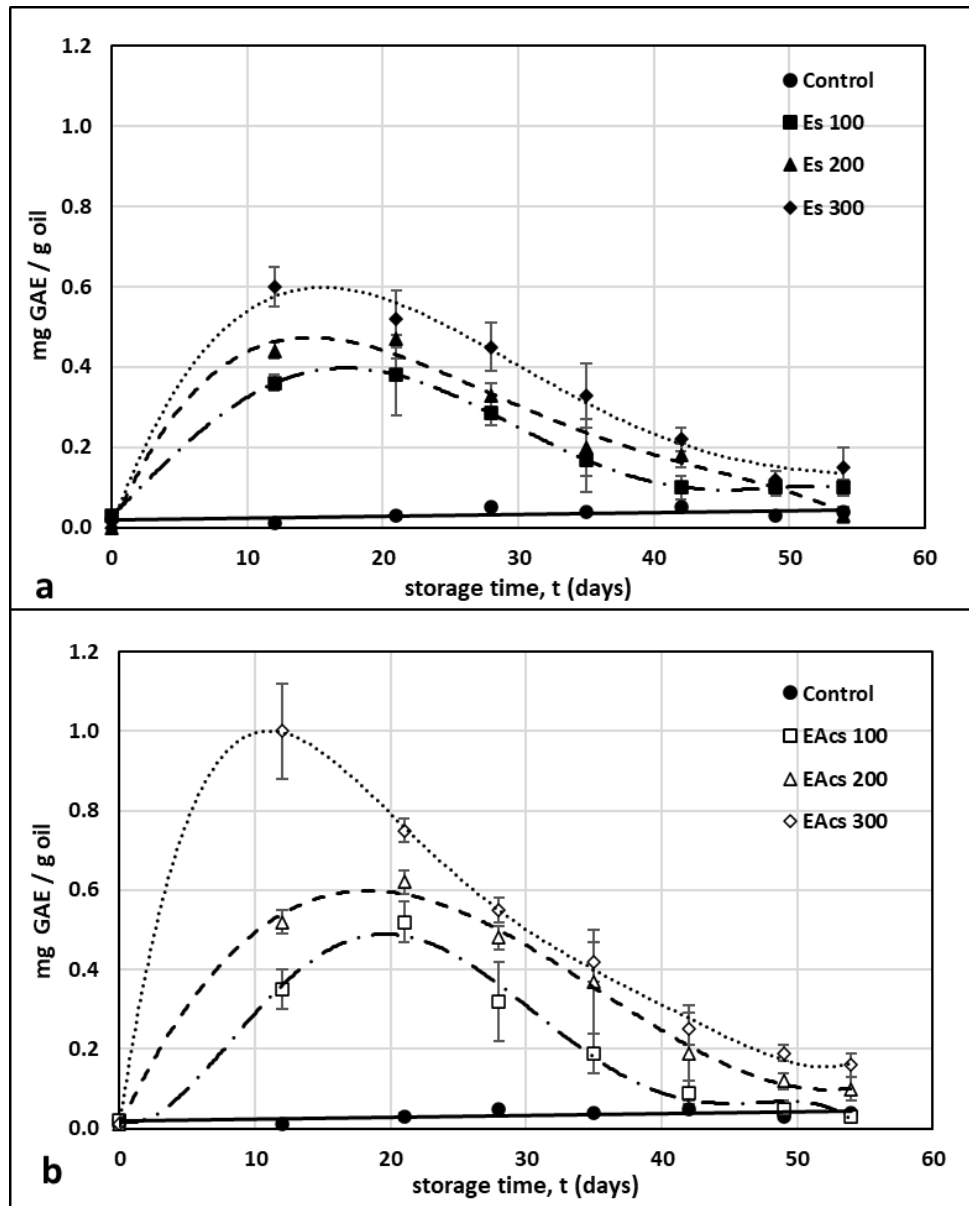 1.2
1.0
0.8
0.6
0.4
0.2
0.0
mg GAE / g oil
Control
Es 100
Es 200
Es 300
0 10 20 30 40 50 60
storage time, t (days)
a
1.2
1.0
0.8
0.6
0.4
0.2
0.0
mg GAE / g oil
Control
EAcs 100
EAcs 200
EAcs 300
0 10 20 30 40 50 60
storage time, t (days)
b